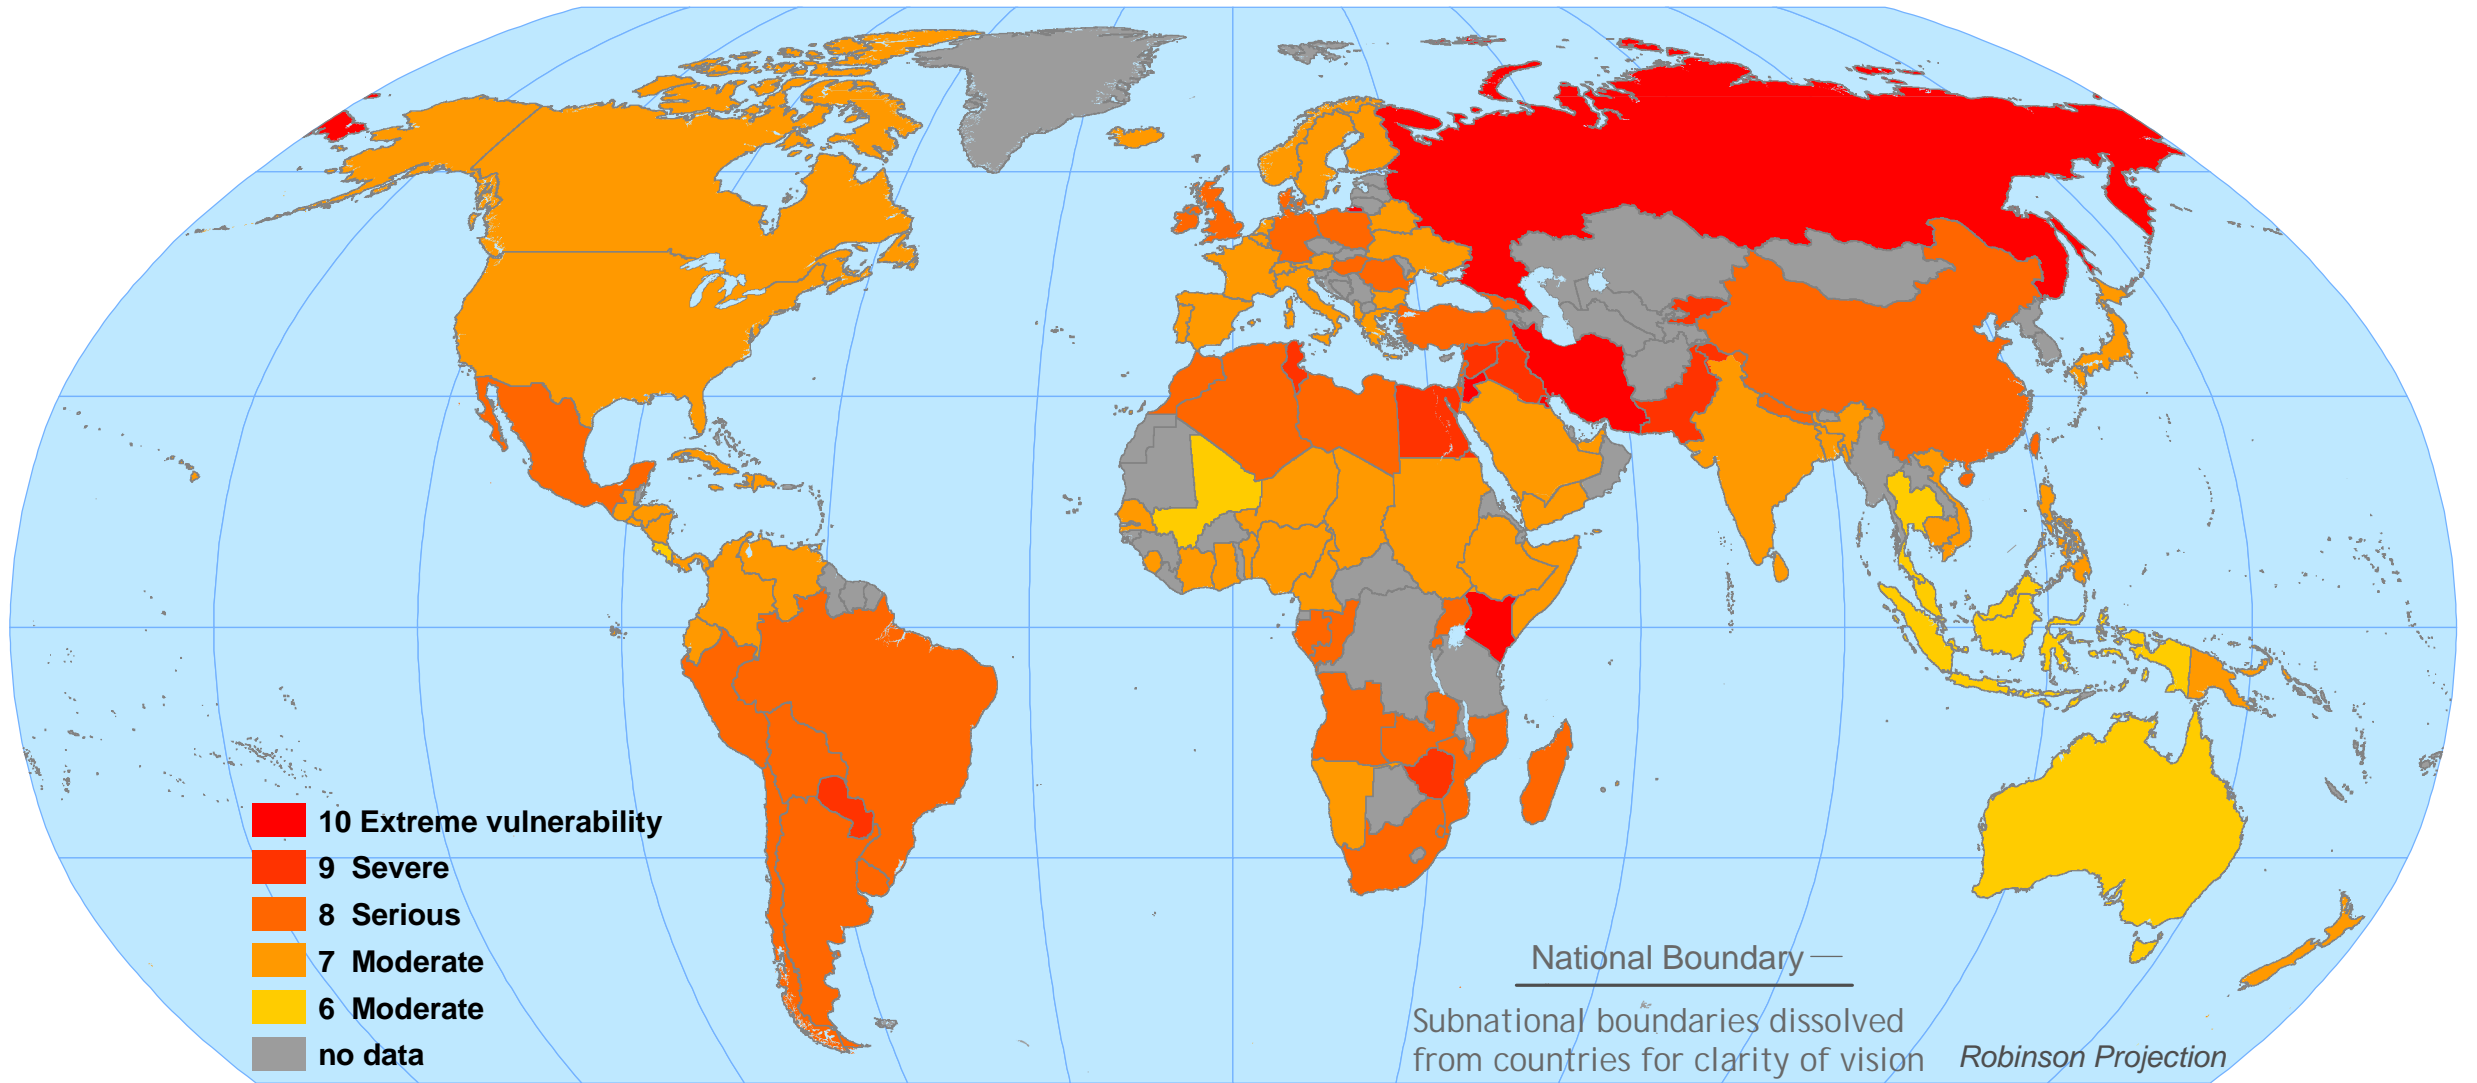 10 Extreme vulnerability
9 Severe
8 Serious
7 Moderate
6 Moderate
no data
National Boundary
Subnational boundaries dissolved
from countries for clarity of vision
Robinson Projection